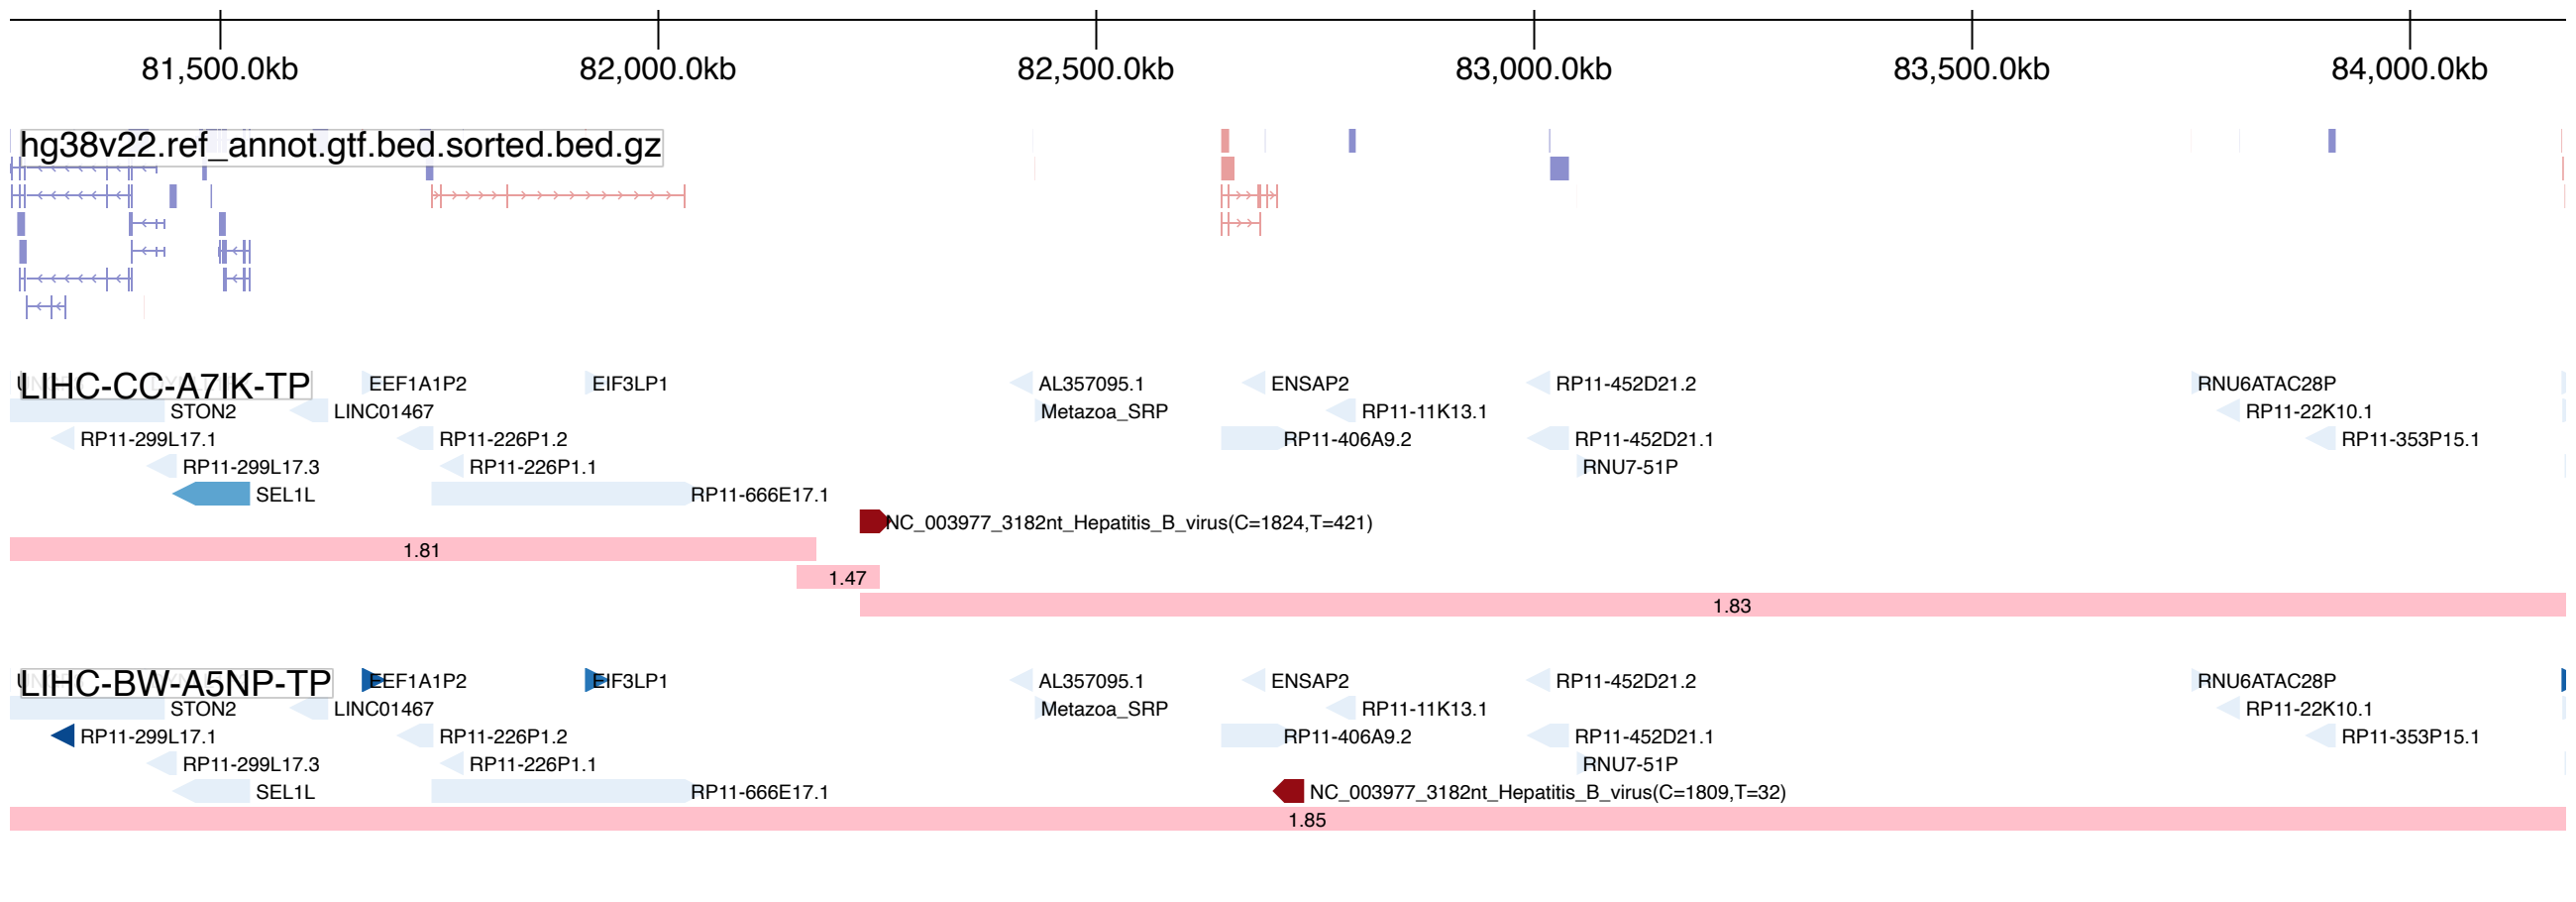 81,500.0kb 82,000.0kb 82,500.0kb 83,000.0kb 83,500.0kb 84,000.0kb
hg38v22.ref_annot.gtf.bed.sorted.bed.gz
LIHC-CC-A7IK-TP EEF1A1P2 EIF3LP1 AL357095.1 ENSAP2 RP11-452D21.2 RNU6ATAC28P
STON2 LINC01467 Metazoa_SRP RP11-11K13.1 RP11-22K10.1
RP11-299L17.1 RP11-226P1.2 RP11-406A9.2 RP11-452D21.1 RP11-353P15.1
RP11-299L17.3 RP11-226P1.1 RNU7-51P
SEL1L RP11-666E17.1
NC_003977_3182nt_Hepatitis_B_virus(C=1824,T=421)
1.81
1.47
1.83
LIHC-BW-A5NP-TP EEF1A1P2 EIF3LP1 AL357095.1 ENSAP2 RP11-452D21.2 RNU6ATAC28P
STON2 LINC01467 Metazoa_SRP RP11-11K13.1 RP11-22K10.1
RP11-299L17.1 RP11-226P1.2 RP11-406A9.2 RP11-452D21.1 RP11-353P15.1
RP11-299L17.3 RP11-226P1.1 RNU7-51P
SEL1L RP11-666E17.1 NC_003977_3182nt_Hepatitis_B_virus(C=1809,T=32)
1.85